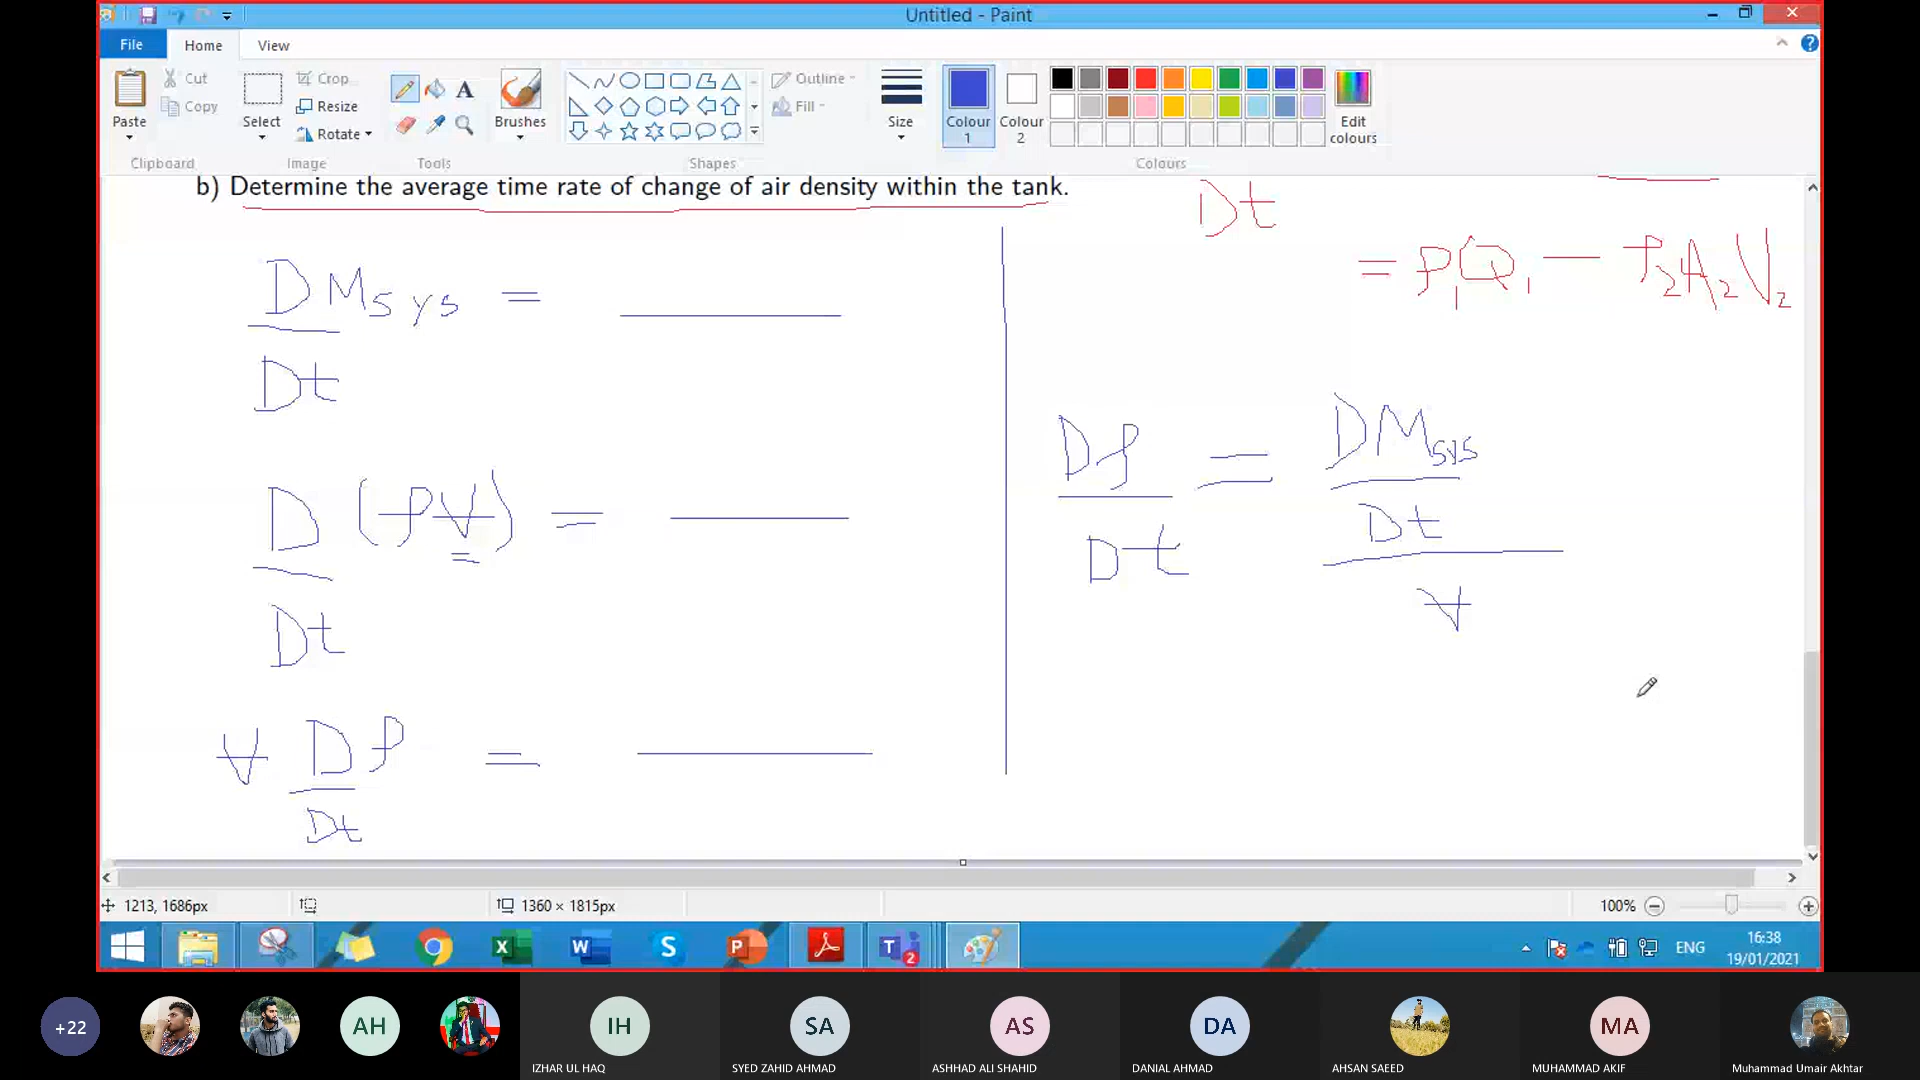 Untitled - Paint
File Home View
Paste Cut Copy
Clipboard
Select Crop Resize Rotate
Image
A
Tools
Brushes
Outline Fill
Shapes
Size
Colour 1 Colour 2
Edit colours
Colours
b) Determine the average time rate of change of air density within the tank.
Dt
= ρ₁Q₁ — ρ₂A₂V₂
DMsys =
Dt
D (ρV) =
Dt
V Dρ =
Dt
Dρ = DMsys
Dt Dt
V
1213, 1686px
1360 × 1815px
100%
ENG
16:38
19/01/2021
2
+22
AH
IH
SA
AS
DA
MA
IZHAR UL HAQ
SYED ZAHID AHMAD
ASHHAD ALI SHAHID
DANIAL AHMAD
AHSAN SAEED
MUHAMMAD AKIF
Muhammad Umair Akhtar